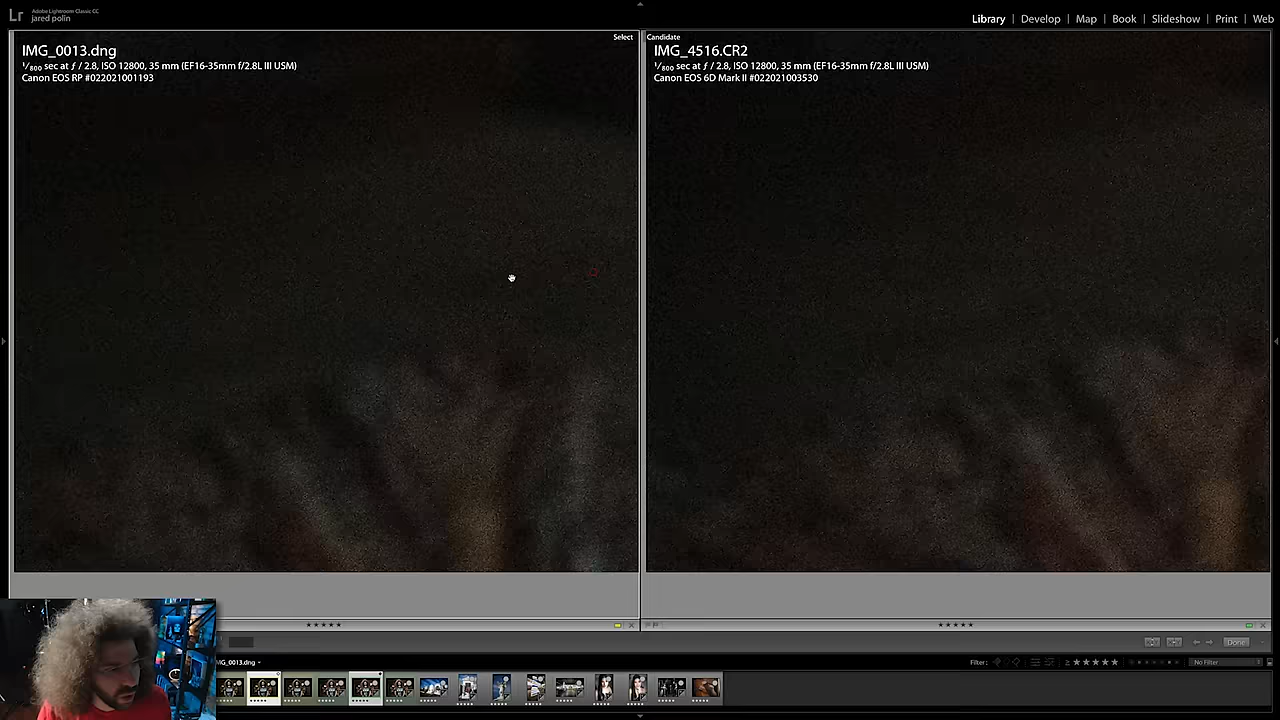 Lr
Adobe Lightroom Classic CC
jared polin
Library | Develop | Map | Book | Slideshow | Print | Web
Select
IMG_0013.dng
1/800 sec at ƒ / 2.8, ISO 12800, 35 mm (EF16-35mm f/2.8L III USM)
Canon EOS RP #022021001193
Candidate
IMG_4516.CR2
1/800 sec at ƒ / 2.8, ISO 12800, 35 mm (EF16-35mm f/2.8L III USM)
Canon EOS 6D Mark II #022021003530
Done
IMG_0013.dng
Filter:
No Filter